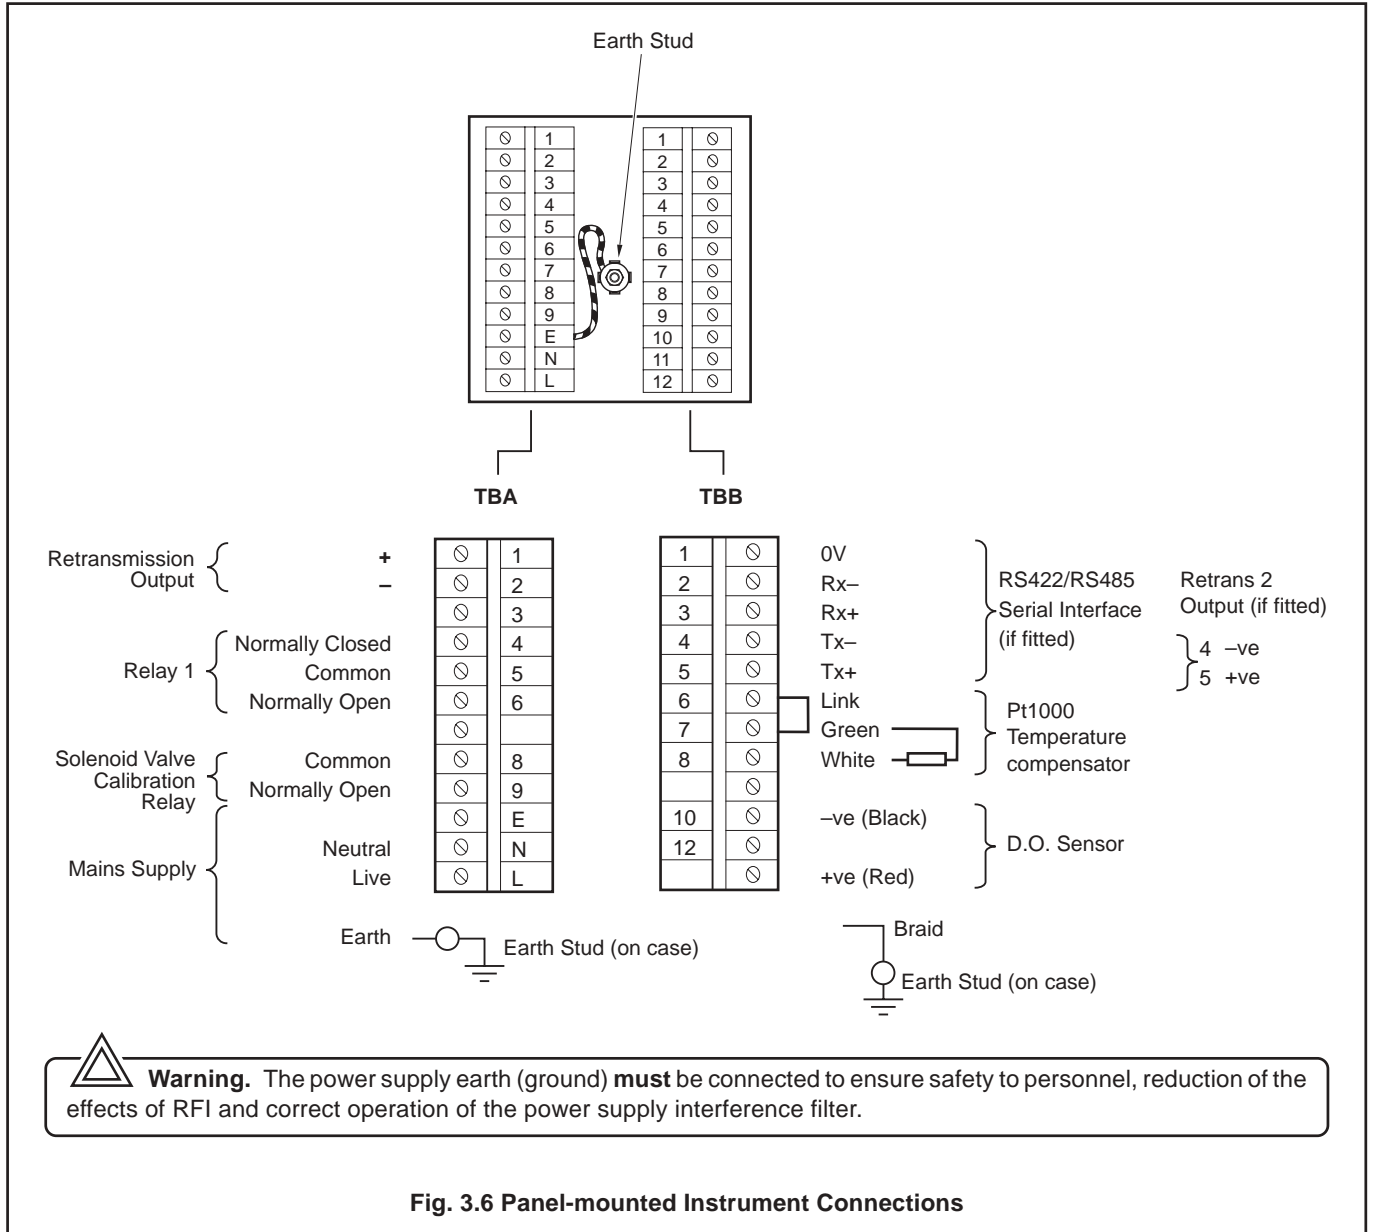 Earth Stud
1 1
2 2
3 3
4 4
5 5
6 6
7 7
8 8
9 9
E 10
N 11
L 12
TBA TBB
Retransmission
Output
+
–
Relay 1
Normally Closed
Common
Normally Open
Solenoid Valve
Calibration
Relay
Common
Normally Open
Mains Supply
Neutral
Live
1
2
3
4
5
6
8
9
E
N
L
Earth
Earth Stud (on case)
1 0V
2 Rx–
3 Rx+
4 Tx–
5 Tx+
6 Link
7 Green
8 White
10 –ve (Black)
12
+ve (Red)
RS422/RS485
Serial Interface
(if fitted)
Retrans 2
Output (if fitted)
4 –ve
5 +ve
Pt1000
Temperature
compensator
D.O. Sensor
Braid
Earth Stud (on case)
Warning. The power supply earth (ground) must be connected to ensure safety to personnel, reduction of the
effects of RFI and correct operation of the power supply interference filter.
Fig. 3.6 Panel-mounted Instrument Connections